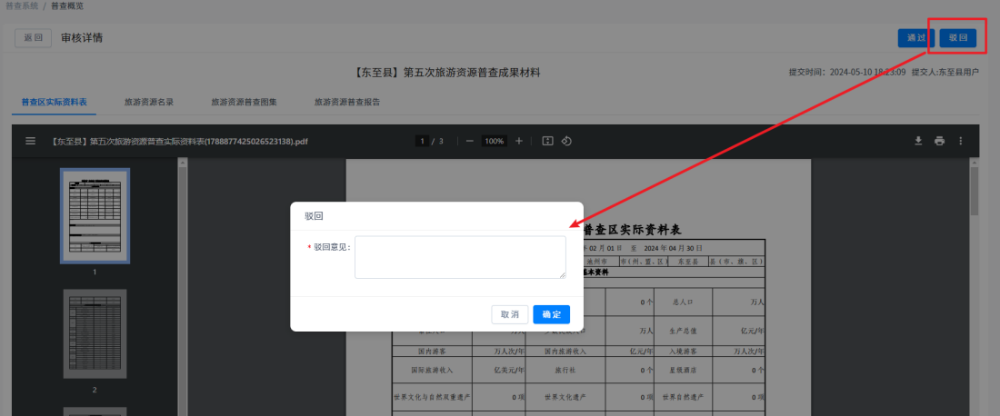 普查系统 / 普查概览
返回 审核详情 通过 驳回
【东至县】第五次旅游资源普查成果材料 提交时间：2024-05-10 18:23:09 提交人:东至县用户
普查区实际资料表 旅游资源名录 旅游资源普查图集 旅游资源普查报告
【东至县】第五次旅游资源普查实际资料表(1788877425026523138).pdf 1 / 3 100%
普查区实际资料表
年 02 月 01 日 至 2024 年 04 月 30 日
池州市 市（州、盟、区） 东至县 县（市、旗、区）
基本资料
驳回
* 驳回意见:
取消 确定
0 个 总人口 万人
万人 生产总值 亿元/年
国内游客 万人次/年 国内旅游收入 亿元/年 入境游客 万人次/年
国际旅游收入 亿美元/年 旅行社 0 个 星级酒店 0 个
世界文化与自然双重遗产 0 项 世界文化遗产 0 项 世界自然遗产 0 项
1
2